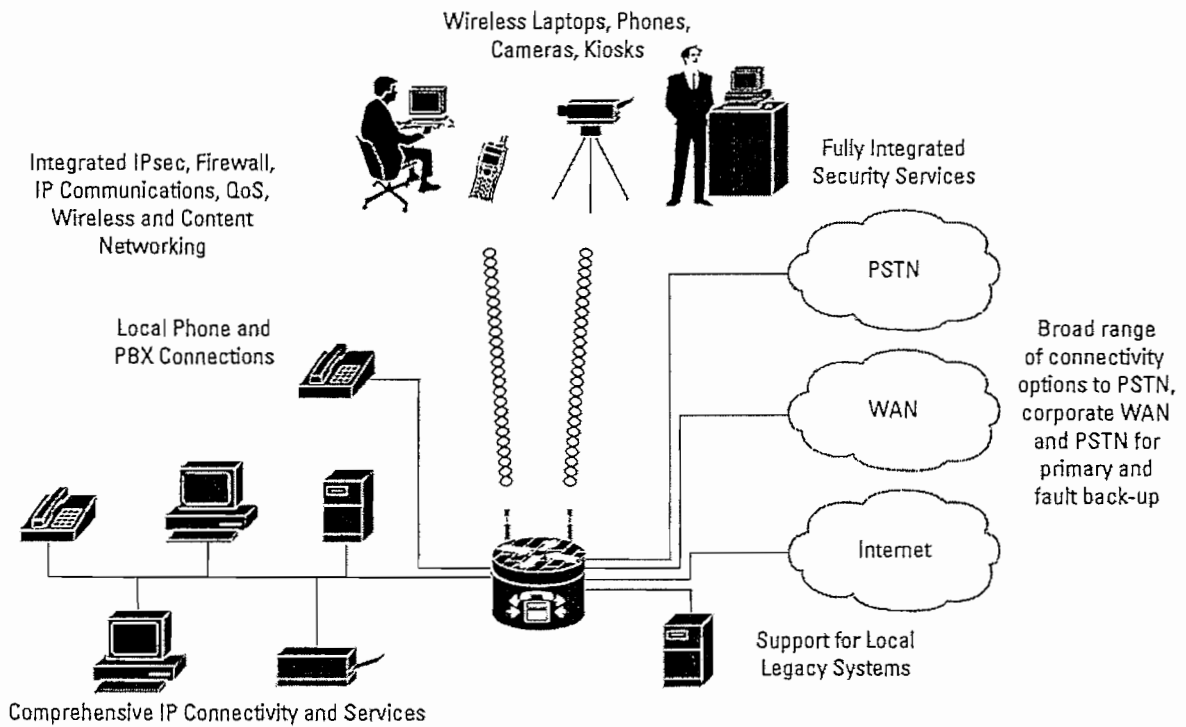 Wireless Laptops, Phones,
Cameras, Kiosks
Integrated IPsec, Firewall,
IP Communications, QoS,
Wireless and Content
Networking
Fully Integrated
Security Services
PSTN
Local Phone and
PBX Connections
Broad range
of connectivity
options to PSTN,
corporate WAN
and PSTN for
primary and
fault back-up
WAN
Internet
Support for Local
Legacy Systems
Comprehensive IP Connectivity and Services